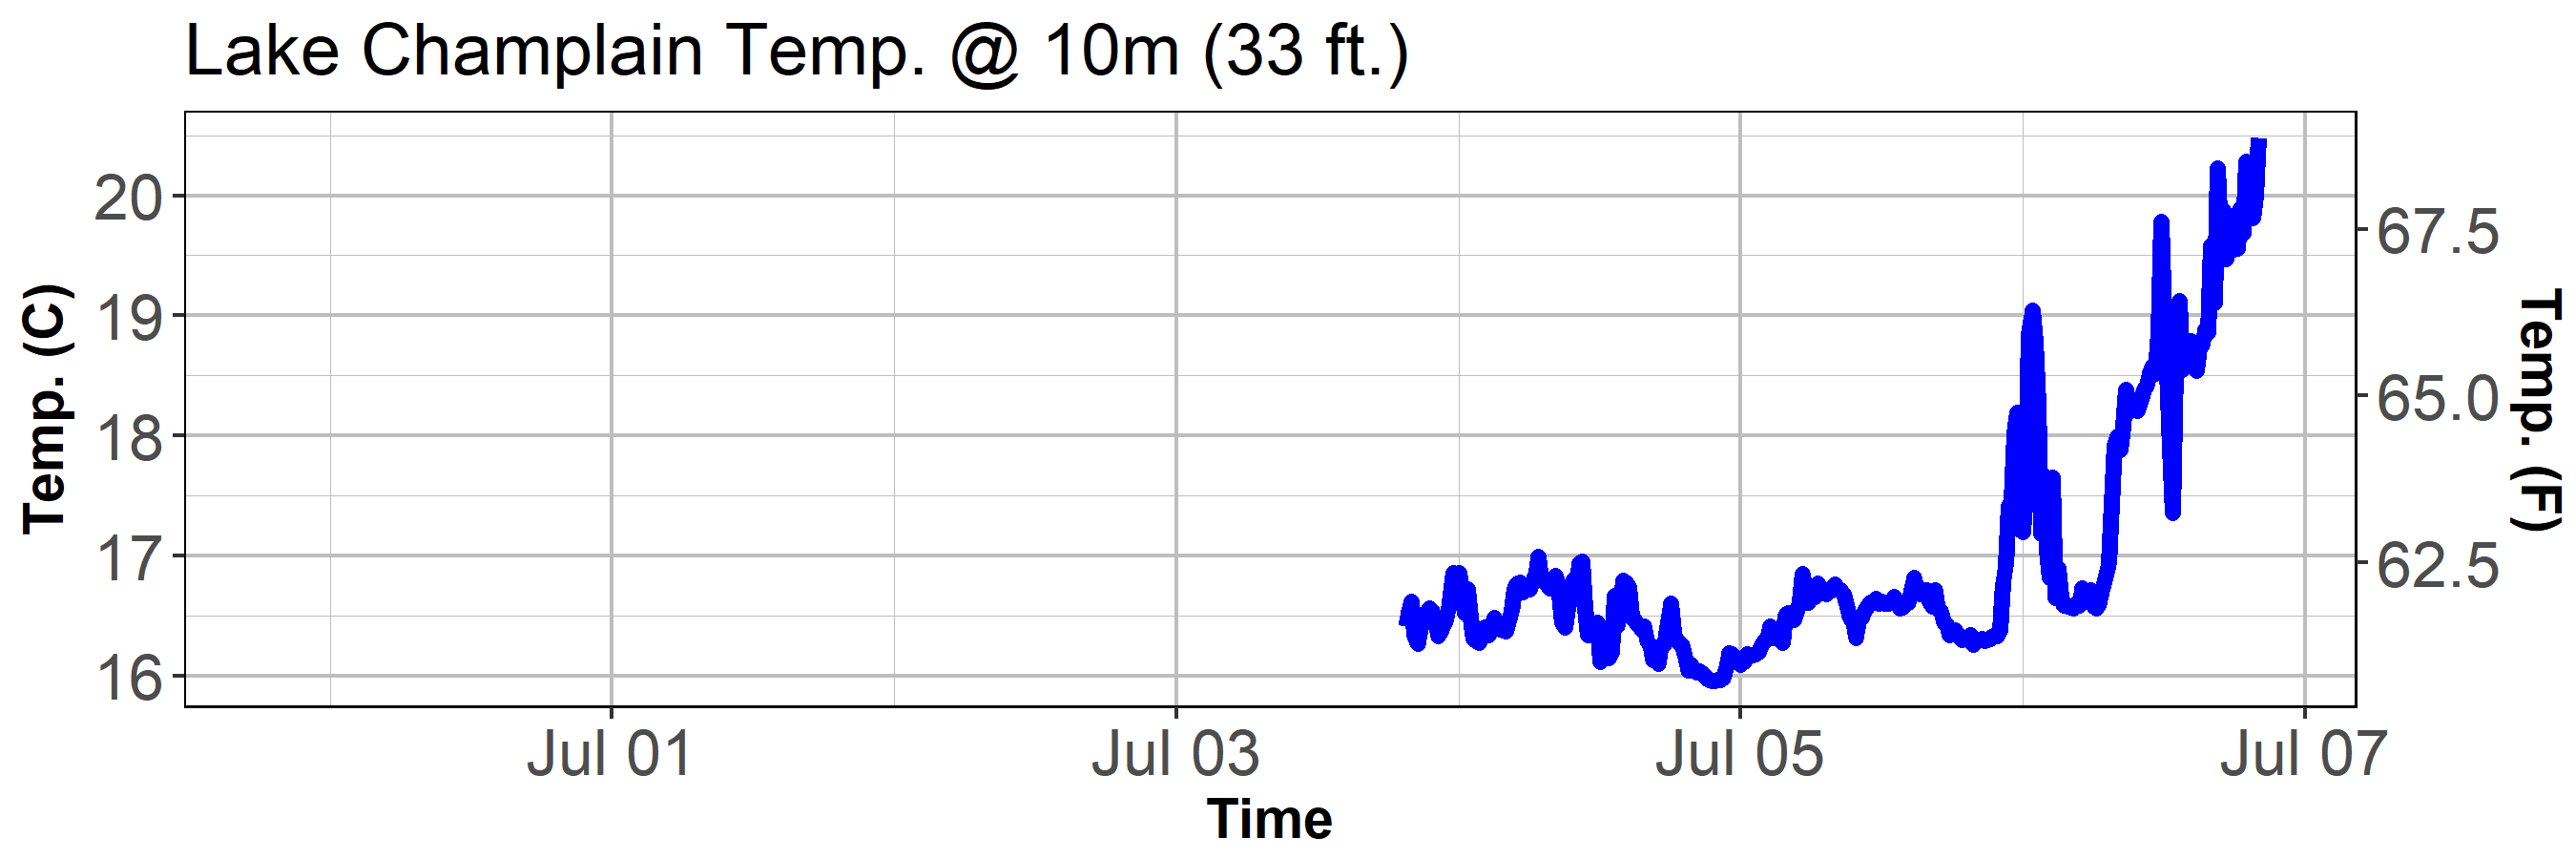 Lake Champlain Temp. @ 10m (33 ft.)
20
19
18
17
16
Temp. (C)
67.5
65.0
62.5
Temp. (F)
Jul 01 Jul 03 Jul 05 Jul 07
Time